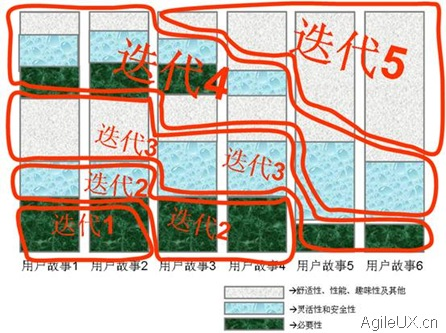 迭代5
迭代4
迭代3
迭代3
迭代2
迭代1
迭代2
用户故事1 用户故事2 用户故事3 用户故事4 用户故事5 用户故事6
→舒适性、性能、趣味性及其他
→灵活性和安全性
→必要性
AgileUX.cn